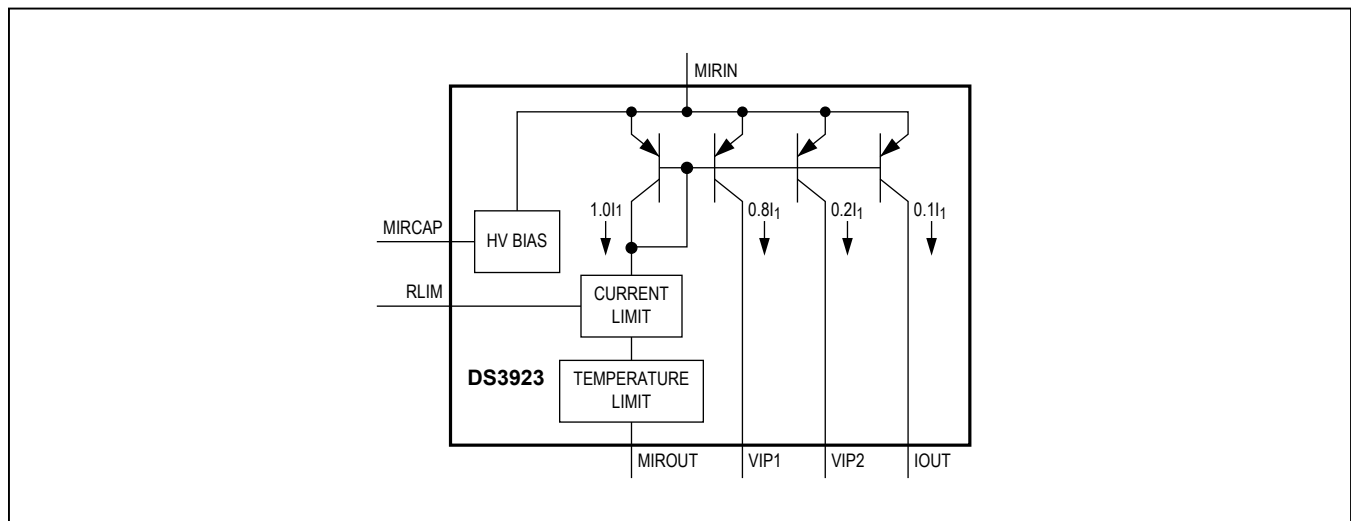 MIRIN
1.0I1
0.8I1
0.2I1
0.1I1
MIRCAP
HV BIAS
RLIM
CURRENT
LIMIT
DS3923
TEMPERATURE
LIMIT
MIROUT
VIP1
VIP2
IOUT